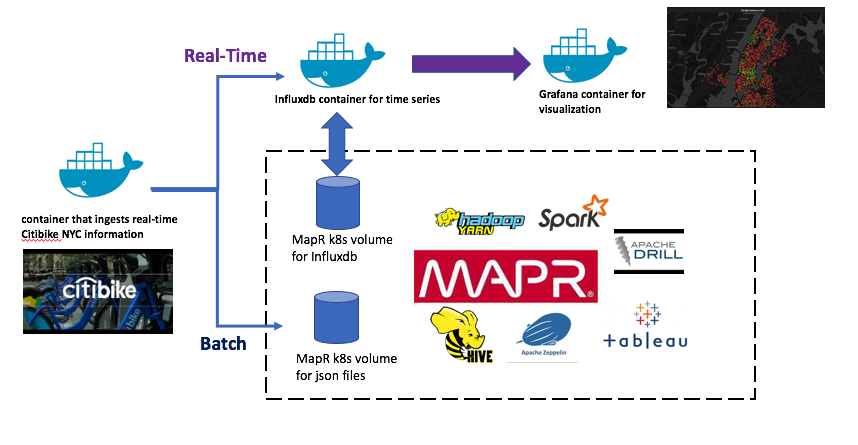 Real-Time
Influxdb container for time series
Grafana container for
visualization
container that ingests real-time
Citibike NYC information
citibike
MapR k8s volume
for Influxdb
hadoop
YARN
Spark
APACHE
DRILL
MAPR®
HIVE
Apache Zeppelin
+ableau
Batch
MapR k8s volume
for json files